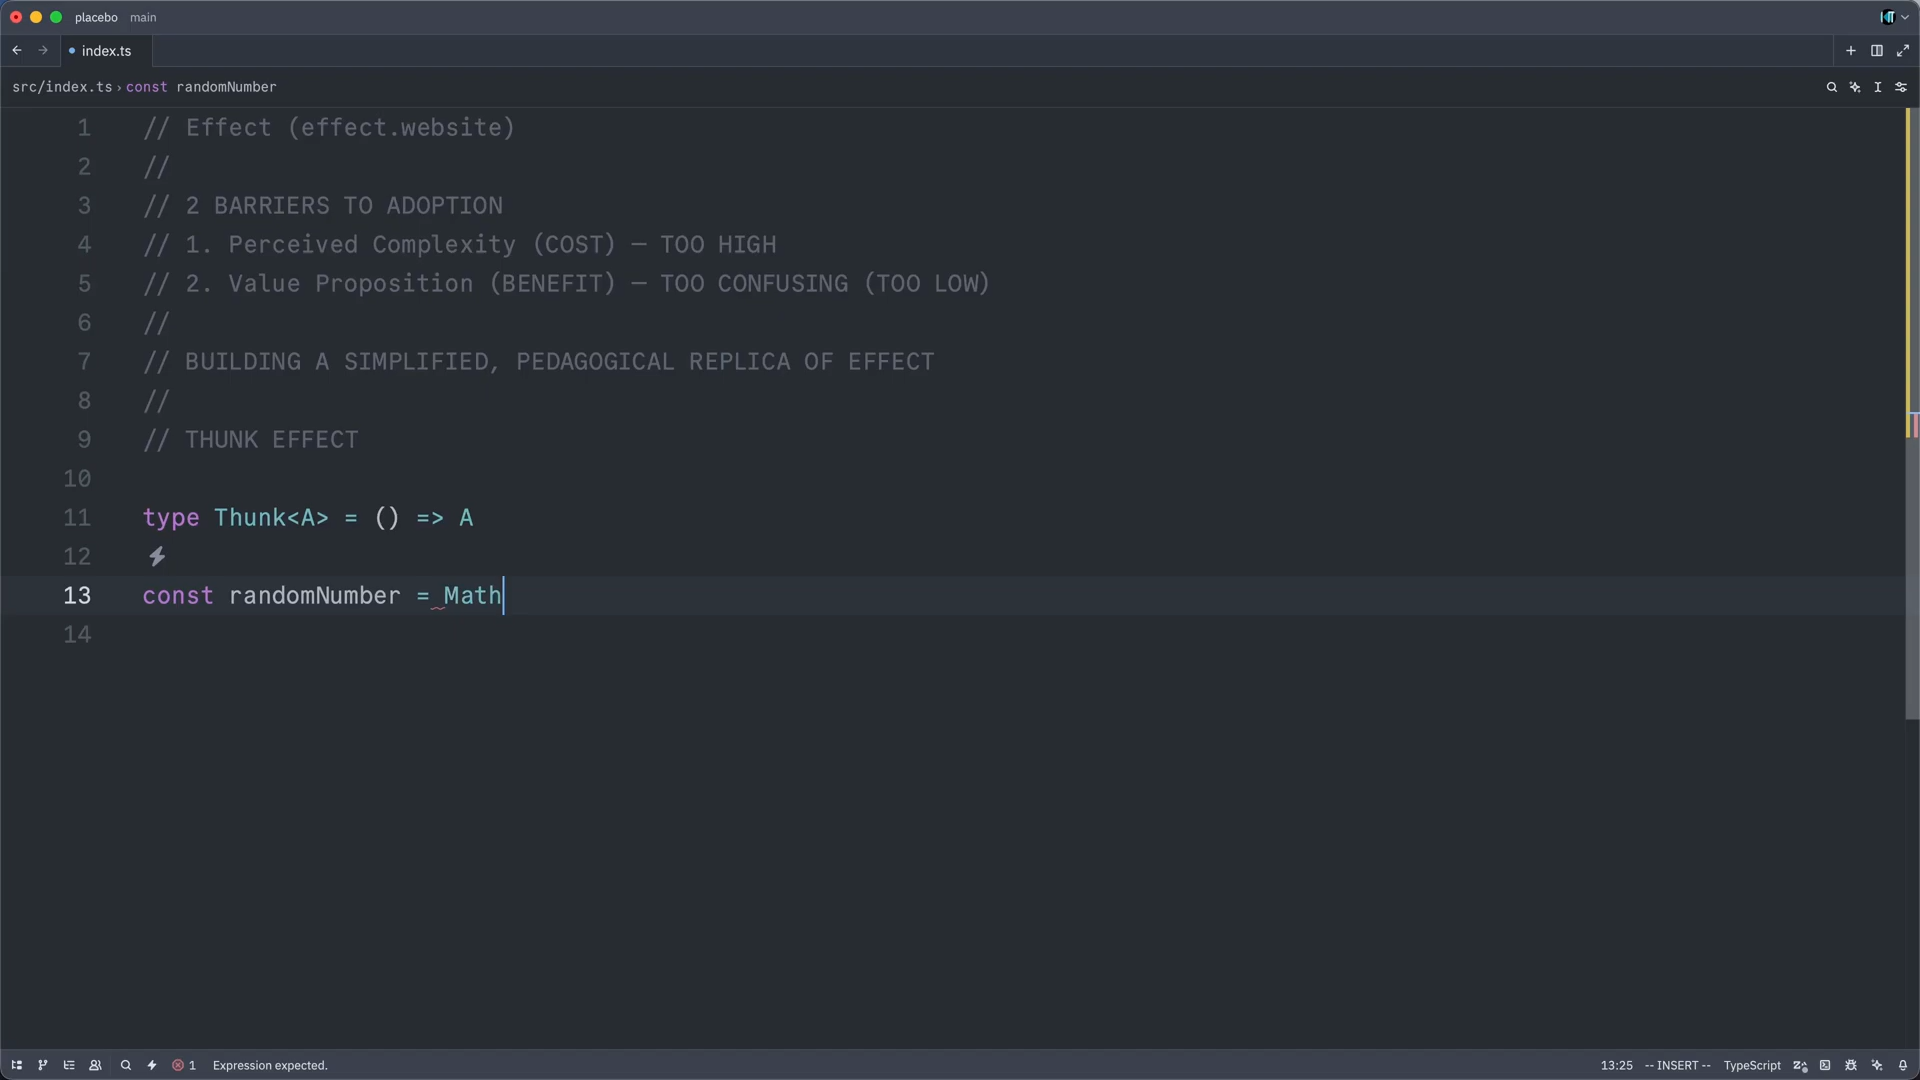 placebo main
index.ts
src/index.ts › const randomNumber
1 // Effect (effect.website)
2 //
3 // 2 BARRIERS TO ADOPTION
4 // 1. Perceived Complexity (COST) — TOO HIGH
5 // 2. Value Proposition (BENEFIT) — TOO CONFUSING (TOO LOW)
6 //
7 // BUILDING A SIMPLIFIED, PEDAGOGICAL REPLICA OF EFFECT
8 //
9 // THUNK EFFECT
10
11 type Thunk<A> = () => A
12
13 const randomNumber = Math
14
1 Expression expected. 13:25 -- INSERT -- TypeScript